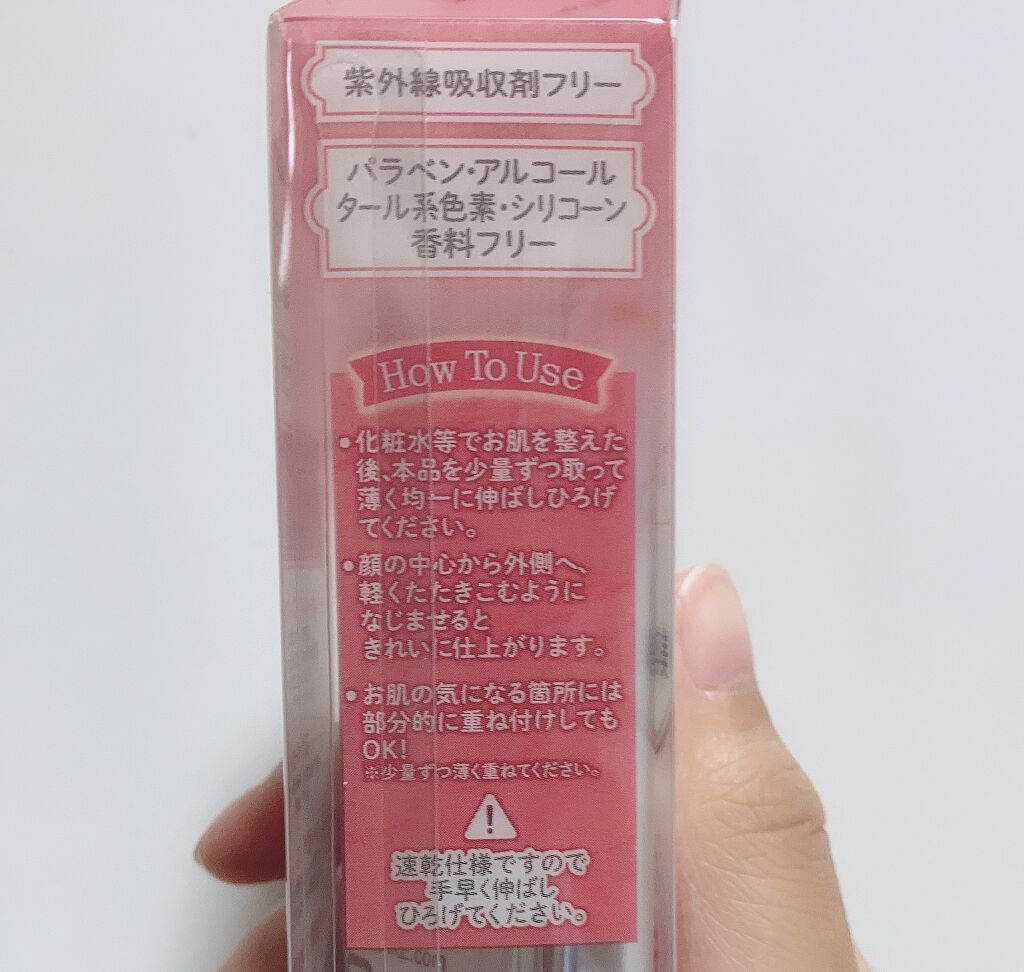 紫外線吸収剤フリー
パラベン・アルコール
タール系色素・シリコーン
香料フリー
How To Use
•化粧水等でお肌を整えた
後、本品を少量ずつ取って
薄く均一に伸ばしひろげ
てください。
•顔の中心から外側へ、
軽くたたきこむように
なじませると
きれいに仕上がります。
•お肌の気になる箇所には
部分的に重ね付けしても
OK!
※少量ずつ薄く重ねてください。
速乾仕様ですので
手早く伸ばし
ひろげてください。
.com